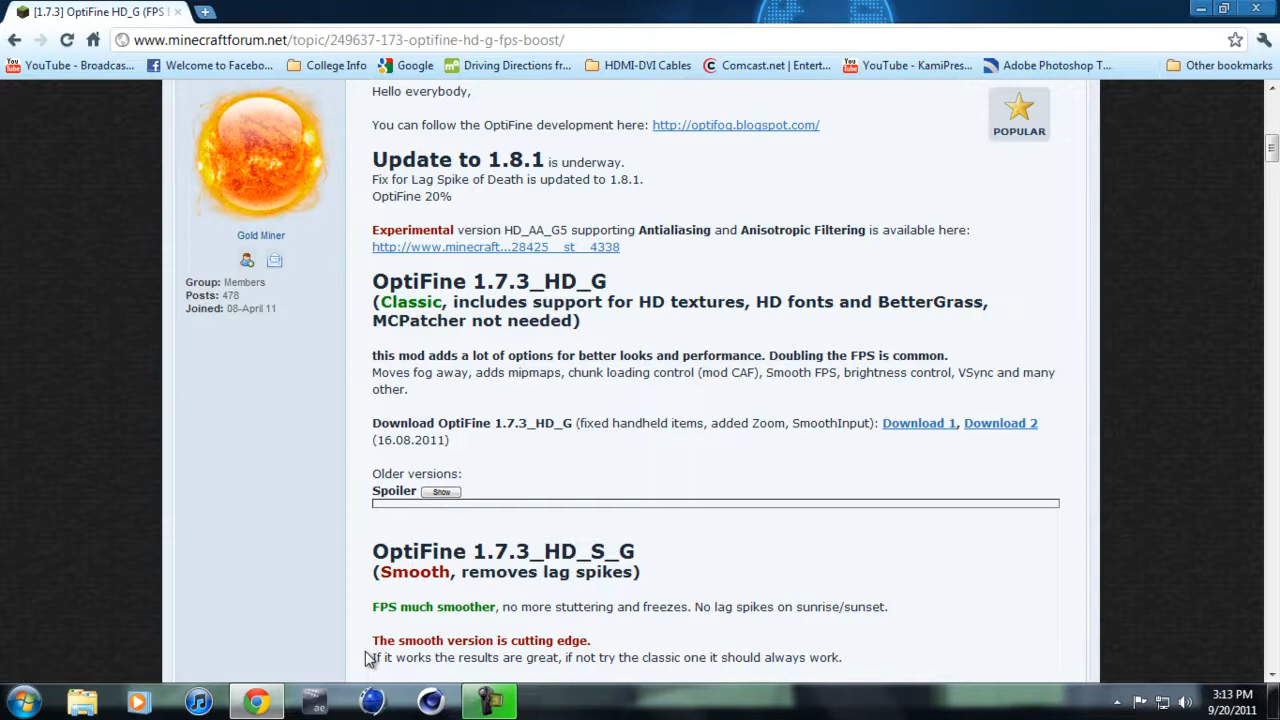 [1.7.3] OptiFine HD_G (FPS
www.minecraftforum.net/topic/249637-173-optifine-hd-g-fps-boost/
You Tube YouTube - Broadcas... Welcome to Facebo... College Info Google Driving Directions fr... HDMI-DVI Cables Comcast.net | Entert... You Tube YouTube - KamiPres... Adobe Photoshop T... Other bookmarks
Hello everybody,
POPULAR
You can follow the OptiFine development here: http://optifog.blogspot.com/
Update to 1.8.1 is underway.
Fix for Lag Spike of Death is updated to 1.8.1.
OptiFine 20%
Gold Miner
Experimental version HD_AA_G5 supporting Antialiasing and Anisotropic Filtering is available here:
http://www.minecraft...28425__st__4338
Group: Members
Posts: 478
Joined: 08-April 11
OptiFine 1.7.3_HD_G
(Classic, includes support for HD textures, HD fonts and BetterGrass,
MCPatcher not needed)
this mod adds a lot of options for better looks and performance. Doubling the FPS is common.
Moves fog away, adds mipmaps, chunk loading control (mod CAF), Smooth FPS, brightness control, VSync and many
other.
Download OptiFine 1.7.3_HD_G (fixed handheld items, added Zoom, SmoothInput): Download 1, Download 2
(16.08.2011)
Older versions:
Spoiler Show
OptiFine 1.7.3_HD_S_G
(Smooth, removes lag spikes)
FPS much smoother, no more stuttering and freezes. No lag spikes on sunrise/sunset.
The smooth version is cutting edge.
If it works the results are great, if not try the classic one it should always work.
ae
3:13 PM
9/20/2011